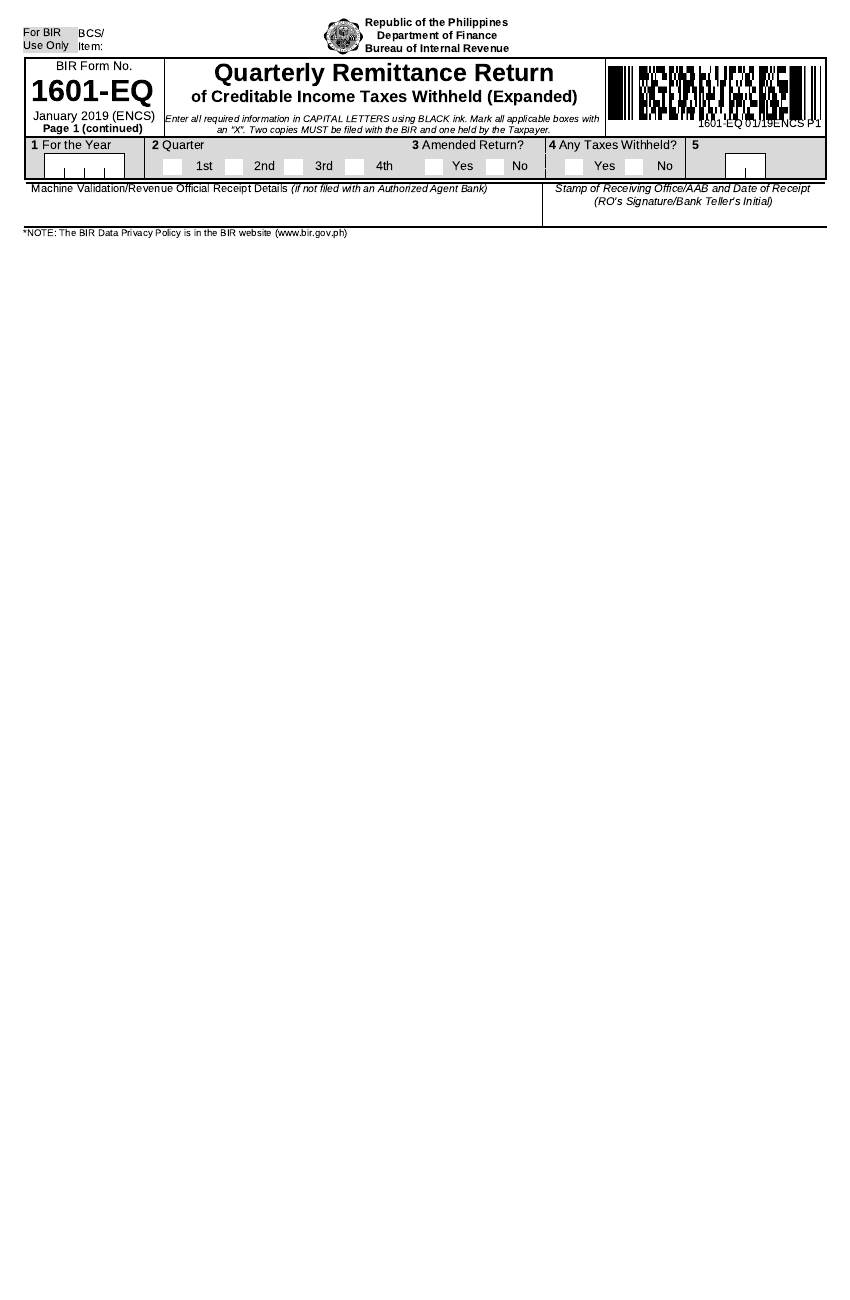 For BIR
Use Only
BCS/
Item:
Republic of the Philippines
Department of Finance
Bureau of Internal Revenue
BIR Form No.
1601-EQ
January 2019 (ENCS)
Page 1 (continued)
Quarterly Remittance Return
of Creditable Income Taxes Withheld (Expanded)
Enter all required information in CAPITAL LETTERS using BLACK ink. Mark all applicable boxes with
an "X". Two copies MUST be filed with the BIR and one held by the Taxpayer.
1601-EQ 01/19ENCS P1
1 For the Year
2 Quarter
1st 2nd 3rd 4th
3 Amended Return?
Yes No
4 Any Taxes Withheld?
Yes No
5
Machine Validation/Revenue Official Receipt Details (if not filed with an Authorized Agent Bank)
Stamp of Receiving Office/AAB and Date of Receipt
(RO's Signature/Bank Teller's Initial)
*NOTE: The BIR Data Privacy Policy is in the BIR website (www.bir.gov.ph)